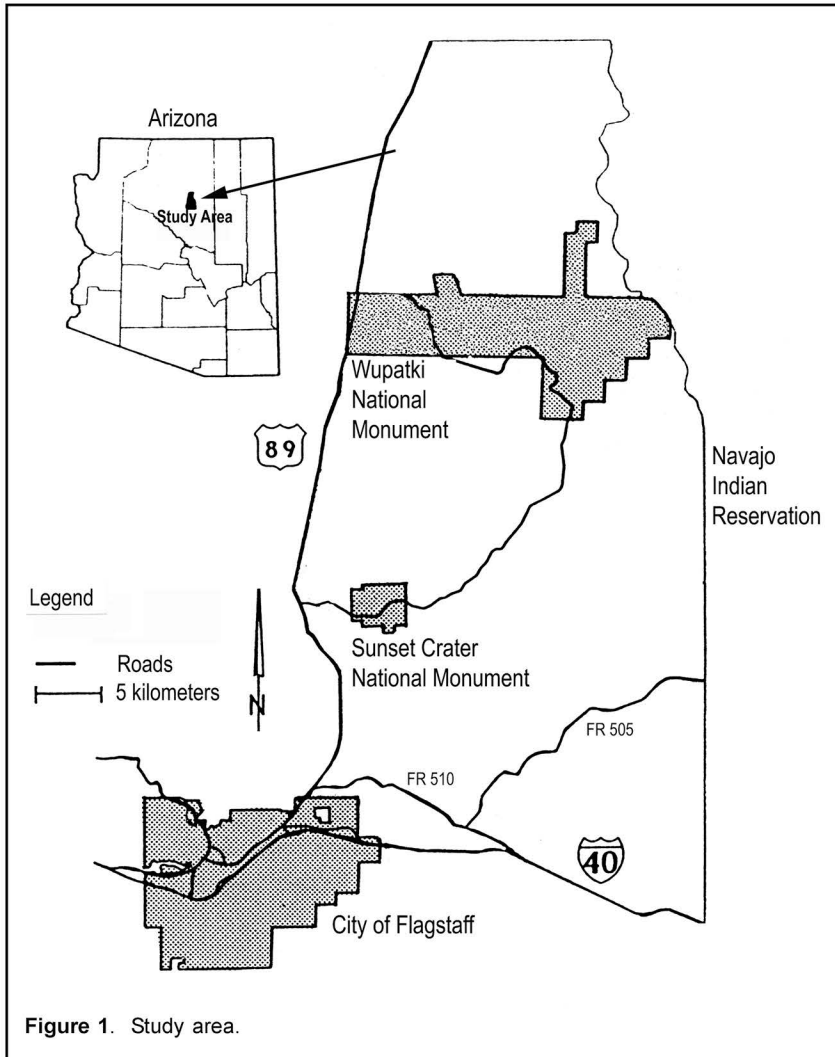 Arizona
Study Area
Wupatki
National
Monument
89
Navajo
Indian
Reservation
Legend
Roads
5 kilometers
N
Sunset Crater
National Monument
FR 505
FR 510
40
City of Flagstaff
Figure 1. Study area.